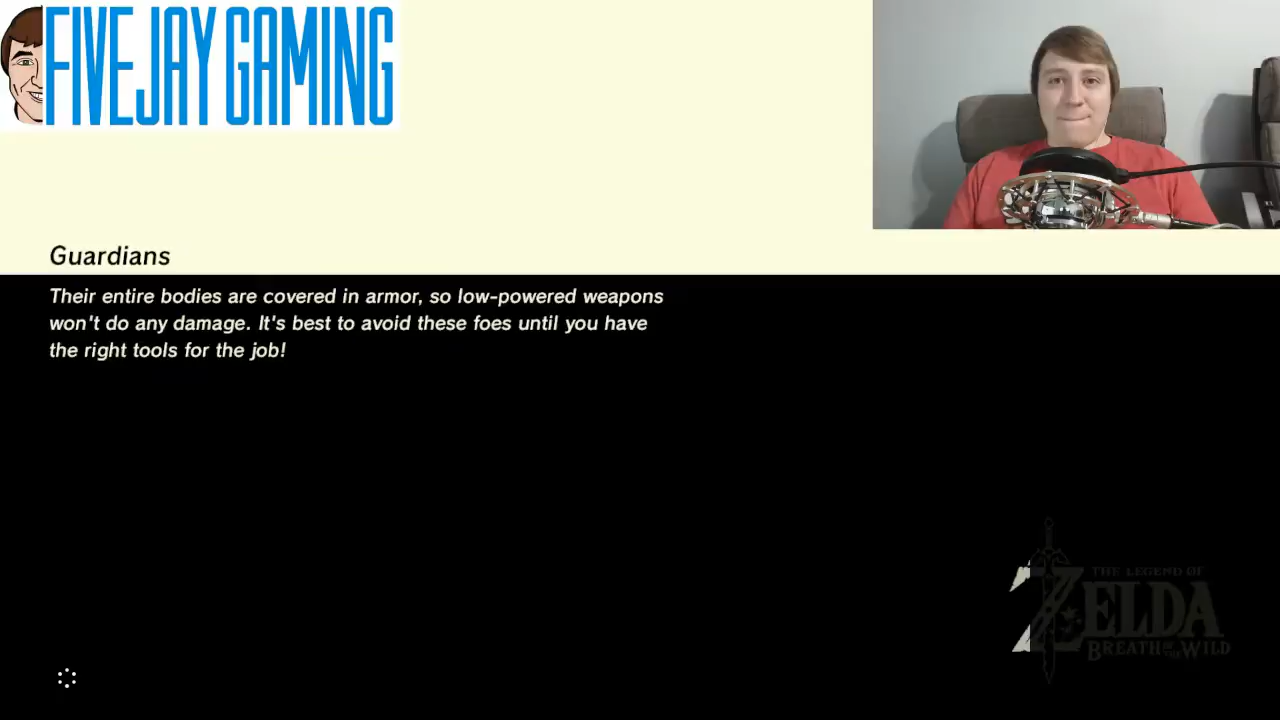 FIVEJAY GAMING
Guardians
Their entire bodies are covered in armor, so low-powered weapons
won't do any damage. It's best to avoid these foes until you have
the right tools for the job!
THE LEGEND OF
ZELDA
BREATH OF THE WILD